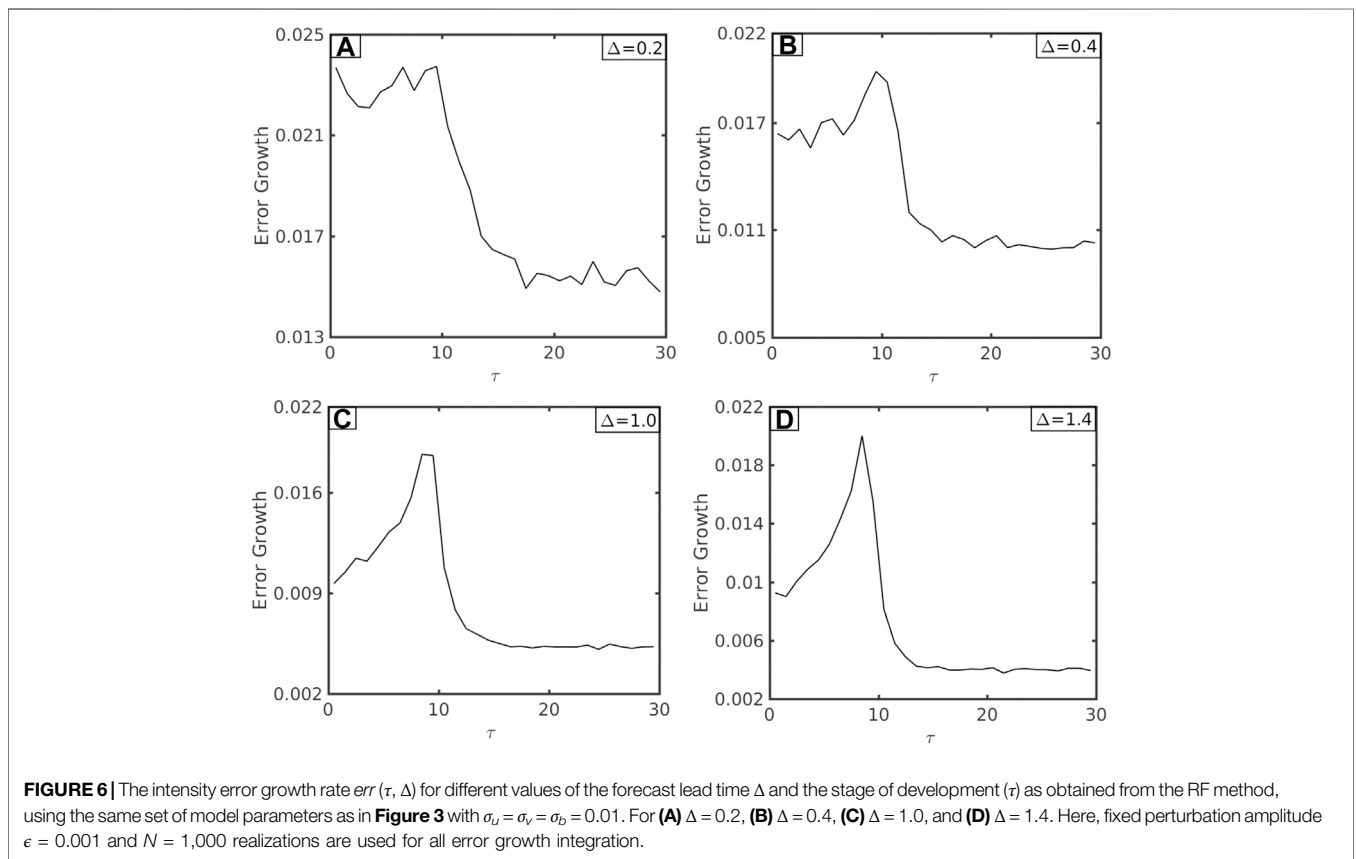 A
Δ=0.2
0.025
0.021
0.017
0.013
Error Growth
0 10 20 30
τ
B
Δ=0.4
0.022
0.017
0.011
0.005
Error Growth
0 10 20 30
τ
C
Δ=1.0
0.022
0.016
0.009
0.002
Error Growth
0 10 20 30
τ
D
Δ=1.4
0.022
0.018
0.014
0.01
0.006
0.002
Error Growth
0 10 20 30
τ
FIGURE 6 | The intensity error growth rate err (τ, Δ) for different values of the forecast lead time Δ and the stage of development (τ) as obtained from the RF method,
using the same set of model parameters as in Figure 3 with σu = σv = σb = 0.01. For (A) Δ = 0.2, (B) Δ = 0.4, (C) Δ = 1.0, and (D) Δ = 1.4. Here, fixed perturbation amplitude
ϵ = 0.001 and N = 1,000 realizations are used for all error growth integration.